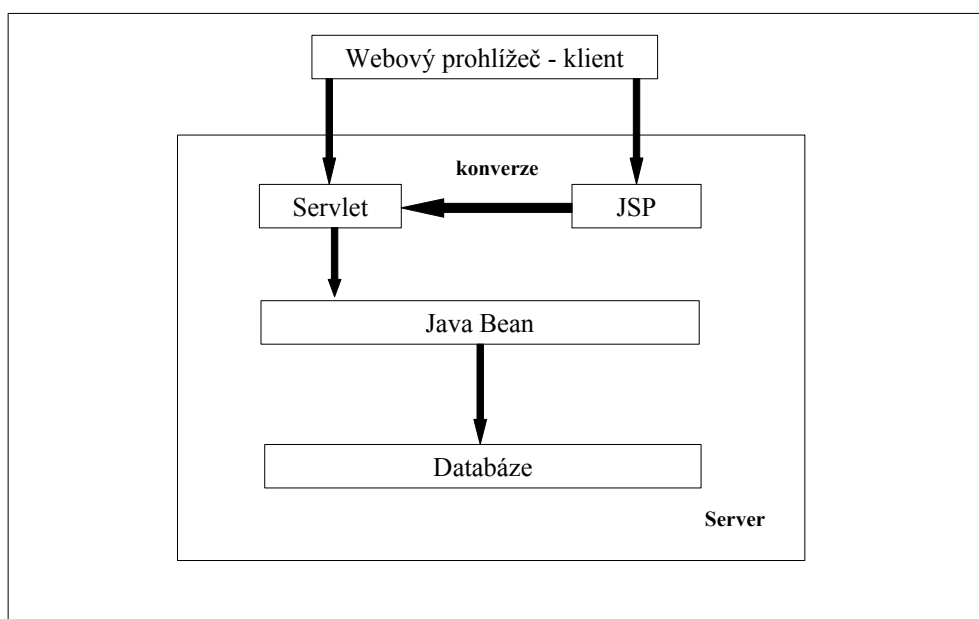 Webový prohlížeč - klient
konverze
Servlet
JSP
Java Bean
Databáze
Server